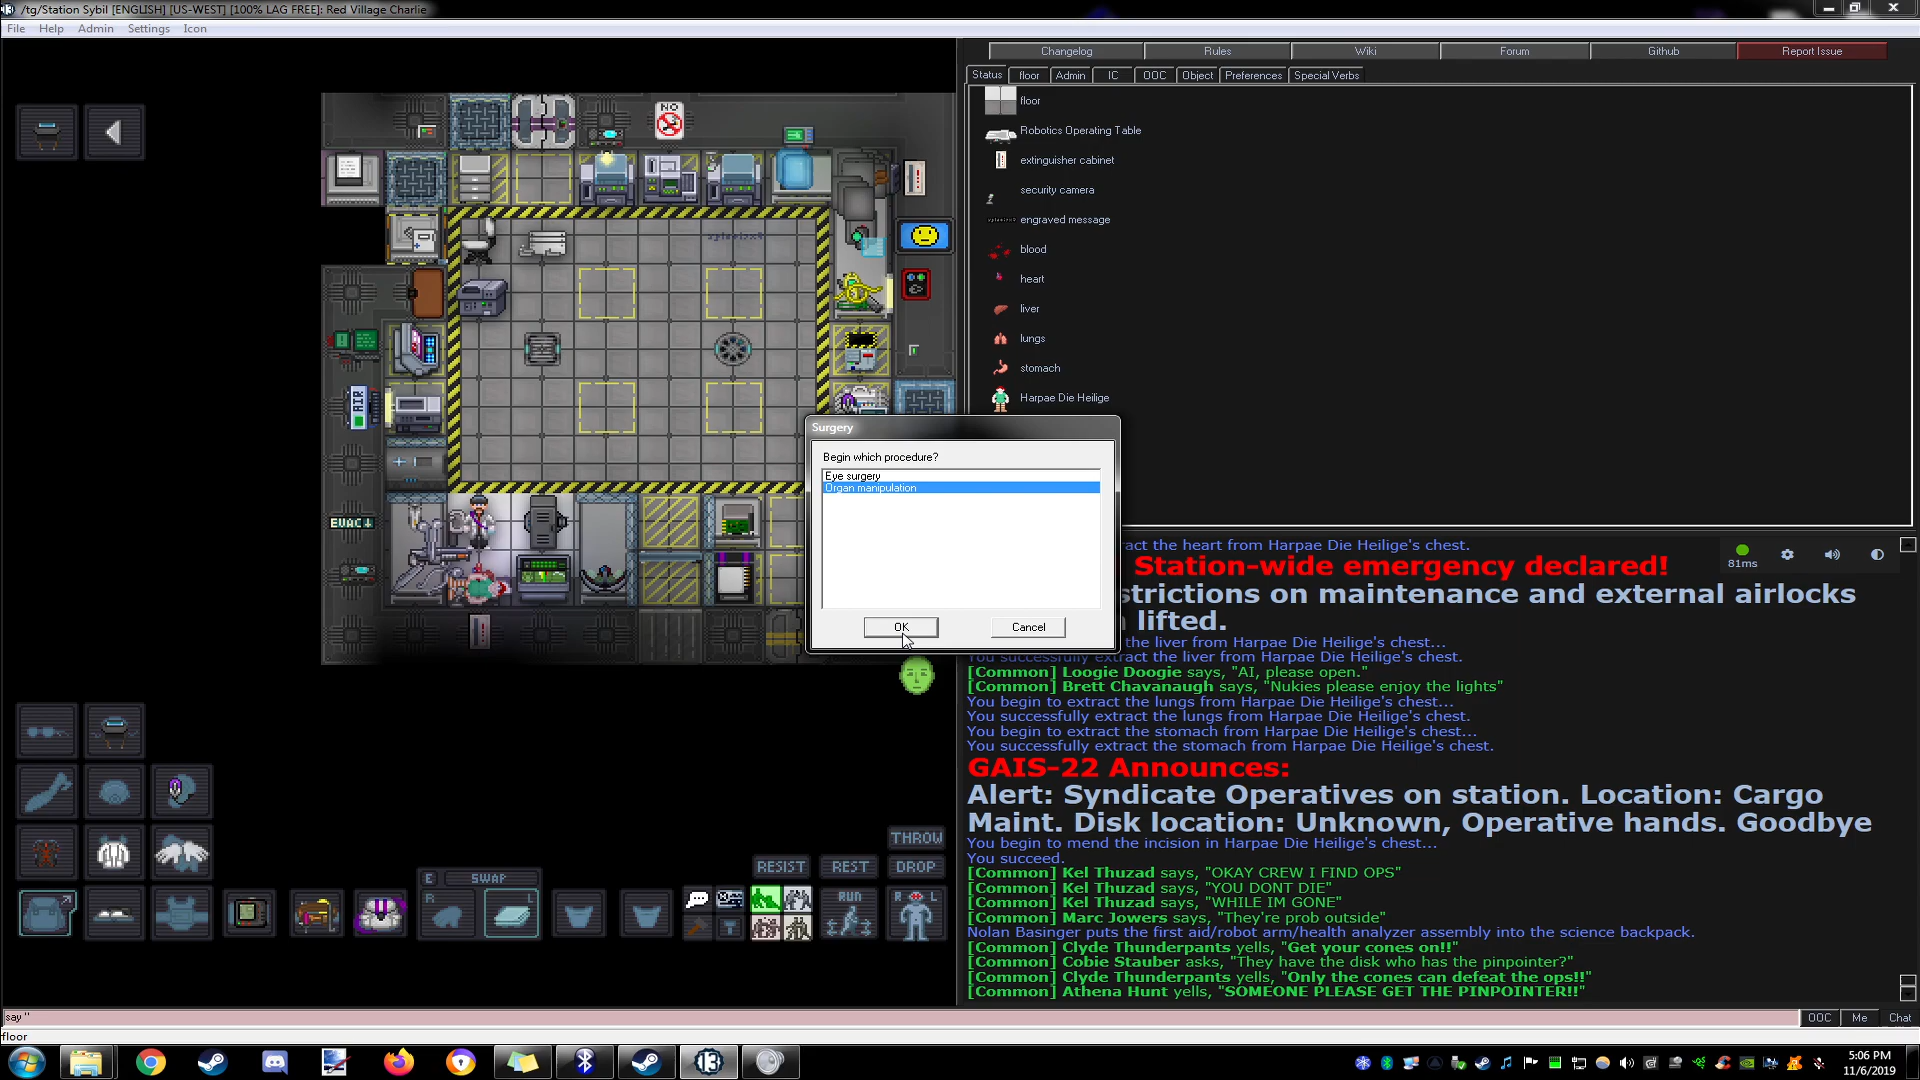 /tg/Station Sybil [ENGLISH] [US-WEST] [100% LAG FREE]: Red Village Charlie
File Help Admin Settings Icon
Changelog Rules Wiki Forum Github Report Issue
Status floor Admin IC OOC Object Preferences Special Verbs
floor
Robotics Operating Table
extinguisher cabinet
security camera
engraved message
blood
heart
liver
lungs
stomach
Harpae Die Heilige
NO
AIR
EVAC
Surgery
Begin which procedure?
Eye surgery
Organ manipulation
OK Cancel
act the heart from Harpae Die Heilige's chest.
Station-wide emergency declared!
81ms
strictions on maintenance and external airlocks
lifted.
the liver from Harpae Die Heilige's chest...
You successfully extract the liver from Harpae Die Heilige's chest.
[Common] Loogie Doogie says, "AI, please open."
[Common] Brett Chavanaugh says, "Nukies please enjoy the lights"
You begin to extract the lungs from Harpae Die Heilige's chest...
You successfully extract the lungs from Harpae Die Heilige's chest.
You begin to extract the stomach from Harpae Die Heilige's chest...
You successfully extract the stomach from Harpae Die Heilige's chest.
GAIS-22 Announces:
Alert: Syndicate Operatives on station. Location: Cargo
Maint. Disk location: Unknown, Operative hands. Goodbye
You begin to mend the incision in Harpae Die Heilige's chest...
You succeed.
[Common] Kel Thuzad says, "OKAY CREW I FIND OPS"
[Common] Kel Thuzad says, "YOU DONT DIE"
[Common] Kel Thuzad says, "WHILE IM GONE"
[Common] Marc Jowers says, "They're prob outside"
Nolan Basinger puts the first aid/robot arm/health analyzer assembly into the science backpack.
[Common] Clyde Thunderpants yells, "Get your cones on!!"
[Common] Cobie Stauber asks, "They have the disk who has the pinpointer?"
[Common] Clyde Thunderpants yells, "Only the cones can defeat the ops!!"
[Common] Athena Hunt yells, "SOMEONE PLEASE GET THE PINPOINTER!!"
THROW
RESIST REST DROP
E SWAP
R L
RUN
R L
say "
OOC Me Chat
floor
13
5:06 PM
11/6/2019